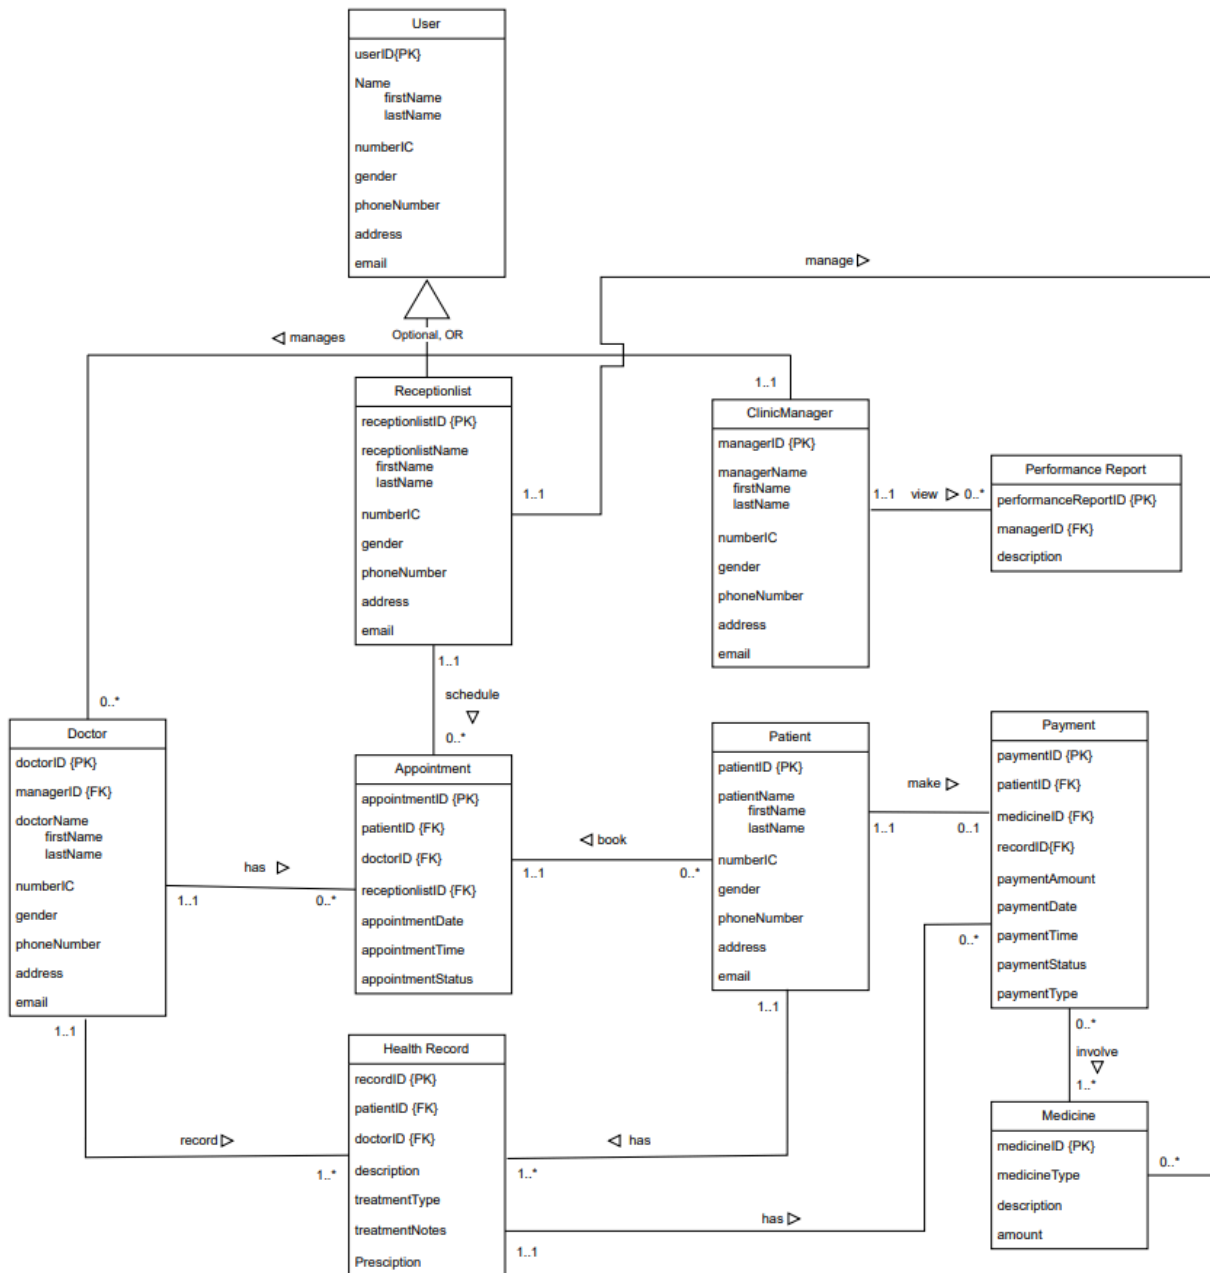 User
userID{PK}
Name
firstName
lastName
numberIC
gender
phoneNumber
address
email
manage
manages
Optional, OR
1..1
Receptionlist
receptionlistID {PK}
receptionlistName
firstName
lastName
numberIC
gender
phoneNumber
address
email
1..1
1..1
schedule
0..*
ClinicManager
managerID {PK}
managerName
firstName
lastName
numberIC
gender
phoneNumber
address
email
1..1 view 0..*
Performance Report
performanceReportID {PK}
managerID {FK}
description
0..*
Doctor
doctorID {PK}
managerID {FK}
doctorName
firstName
lastName
numberIC
gender
phoneNumber
address
email
1..1
has
1..1
0..*
Appointment
appointmentID {PK}
patientID {FK}
doctorID {FK}
receptionlistID {FK}
appointmentDate
appointmentTime
appointmentStatus
book
1..1
0..*
Patient
patientID {PK}
patientName
firstName
lastName
numberIC
gender
phoneNumber
address
email
1..1
make
1..1
0..1
Payment
paymentID {PK}
patientID {FK}
medicineID {FK}
recordID{FK}
paymentAmount
paymentDate
paymentTime
paymentStatus
paymentType
0..*
0..*
involve
1..*
Health Record
recordID {PK}
patientID {FK}
doctorID {FK}
description
treatmentType
treatmentNotes
Presciption
record
1..*
has
1..*
has
1..1
Medicine
medicineID {PK}
medicineType
description
amount
0..*